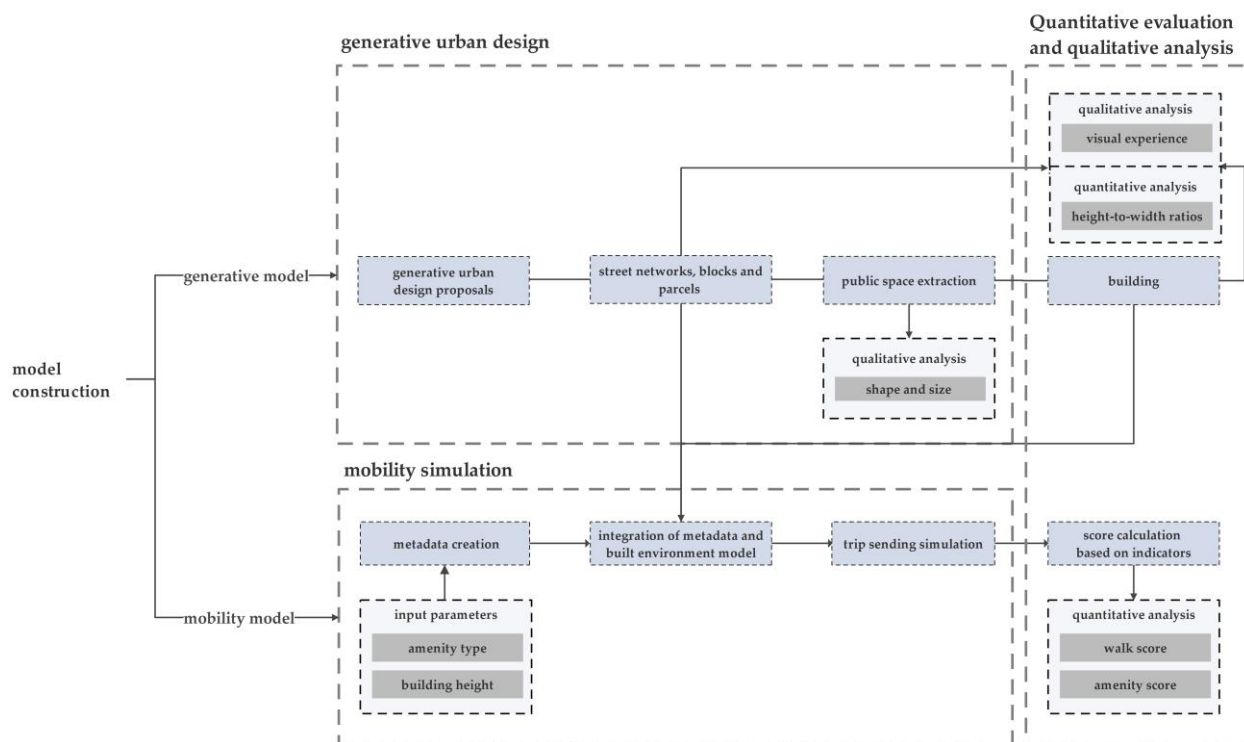 generative urban design
Quantitative evaluation
and qualitative analysis
qualitative analysis
visual experience
quantitative analysis
height-to-width ratios
generative model
generative urban
design proposals
street networks, blocks and
parcels
public space extraction
building
qualitative analysis
shape and size
model
construction
mobility simulation
metadata creation
integration of metadata and
built environment model
trip sending simulation
score calculation
based on indicators
mobility model
input parameters
amenity type
building height
quantitative analysis
walk score
amenity score